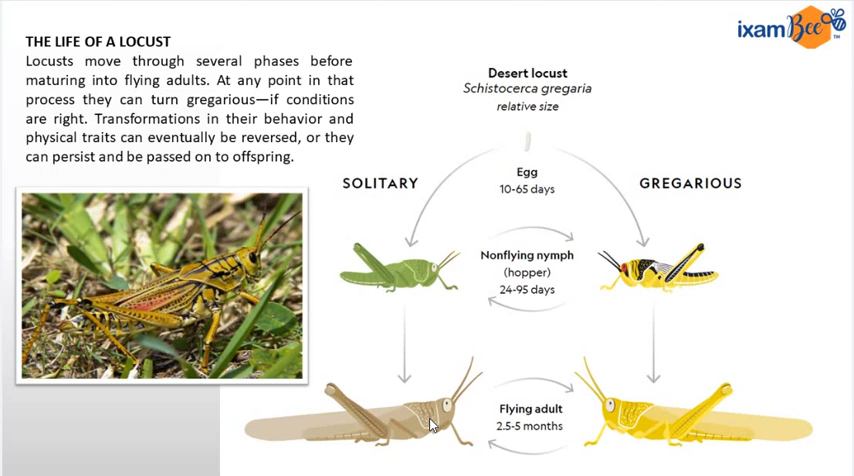 ixamBee™
THE LIFE OF A LOCUST
Locusts move through several phases before
maturing into flying adults. At any point in that
process they can turn gregarious—if conditions
are right. Transformations in their behavior and
physical traits can eventually be reversed, or they
can persist and be passed on to offspring.
Desert locust
Schistocerca gregaria
relative size
Egg
10-65 days
SOLITARY
GREGARIOUS
Nonflying nymph
(hopper)
24-95 days
Flying adult
2.5-5 months